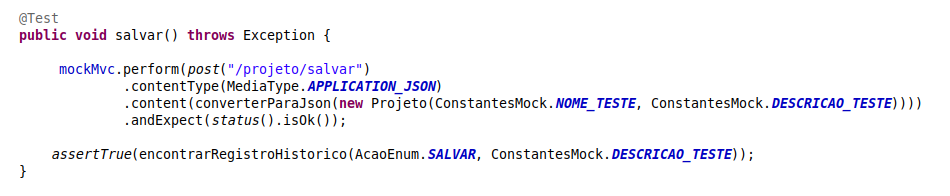 @Test
public void salvar() throws Exception {
mockMvc.perform(post("/projeto/salvar")
.contentType(MediaType.APPLICATION_JSON)
.content(converterParaJson(new Projeto(ConstantesMock.NOME_TESTE, ConstantesMock.DESCRICAO_TESTE))))
.andExpect(status().isOk());
assertTrue(encontrarRegistroHistorico(AcaoEnum.SALVAR, ConstantesMock.DESCRICAO_TESTE));
}